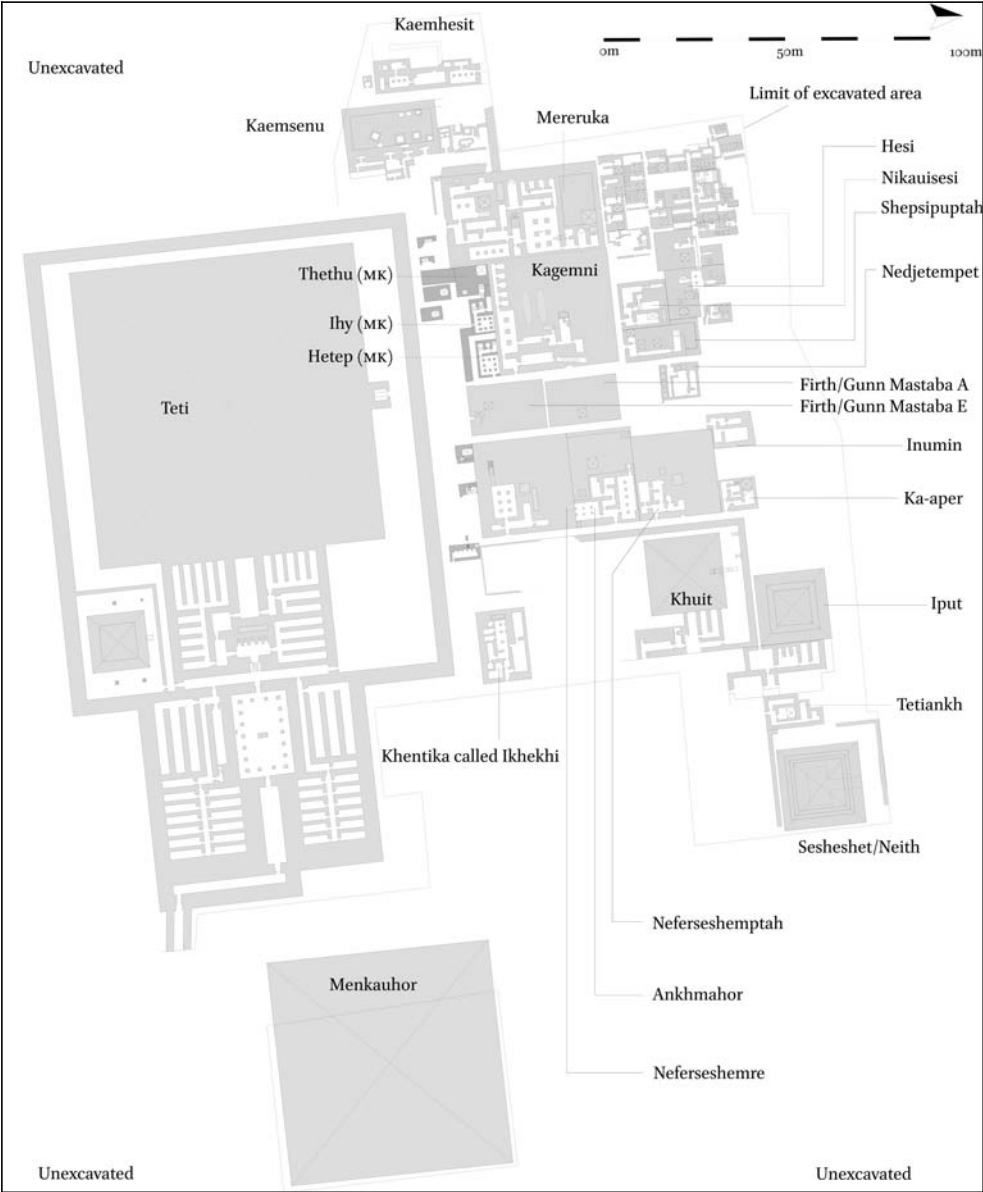 Kaemhesit
Unexcavated
0m
50m
100m
Limit of excavated area
Kaemsenu
Mereruka
Hesi
Nikauisesi
Shepsipuptah
Thethu (MK)
Kagemni
Nedjetempet
Ihy (MK)
Hetep (MK)
Firth/Gunn Mastaba A
Teti
Firth/Gunn Mastaba E
Inumin
Ka-aper
Khuit
Iput
Tetiankh
Khentika called Ikhekhi
Sesheshet/Neith
Neferseshemptah
Menkauhor
Ankhmahor
Neferseshemre
Unexcavated
Unexcavated